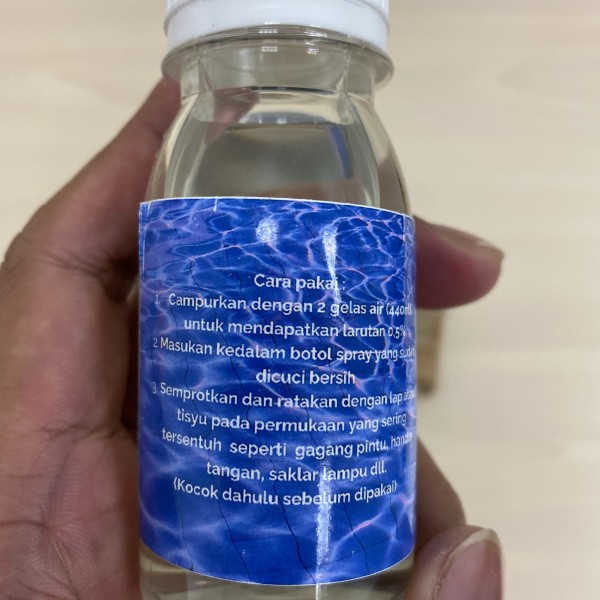 Cara pakai :
1. Campurkan dengan 2 gelas air (440ml)
untuk mendapatkan larutan 0,5%
2. Masukan kedalam botol spray yang sudah
dicuci bersih
3. Semprotkan dan ratakan dengan lap atau
tisyu pada permukaan yang sering
tersentuh seperti gagang pintu,
tangan, saklar lampu dll.
(Kocok dahulu sebelum dipakai)